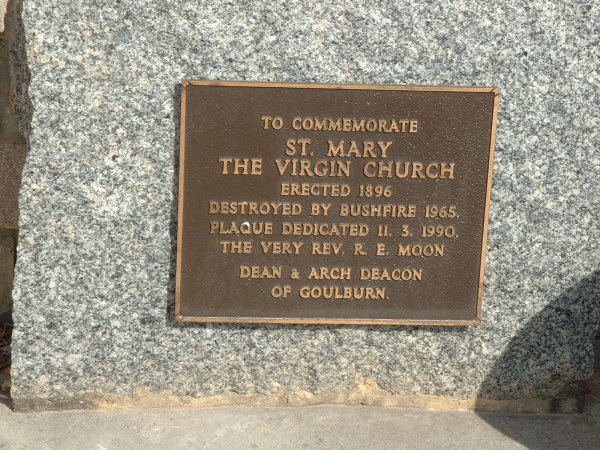 TO COMMEMORATE
ST. MARY
THE VIRGIN CHURCH
ERECTED 1896
DESTROYED BY BUSHFIRE 1965.
PLAQUE DEDICATED 11. 3. 1990.
THE VERY REV. R. E. MOON
DEAN & ARCH DEACON
OF GOULBURN.